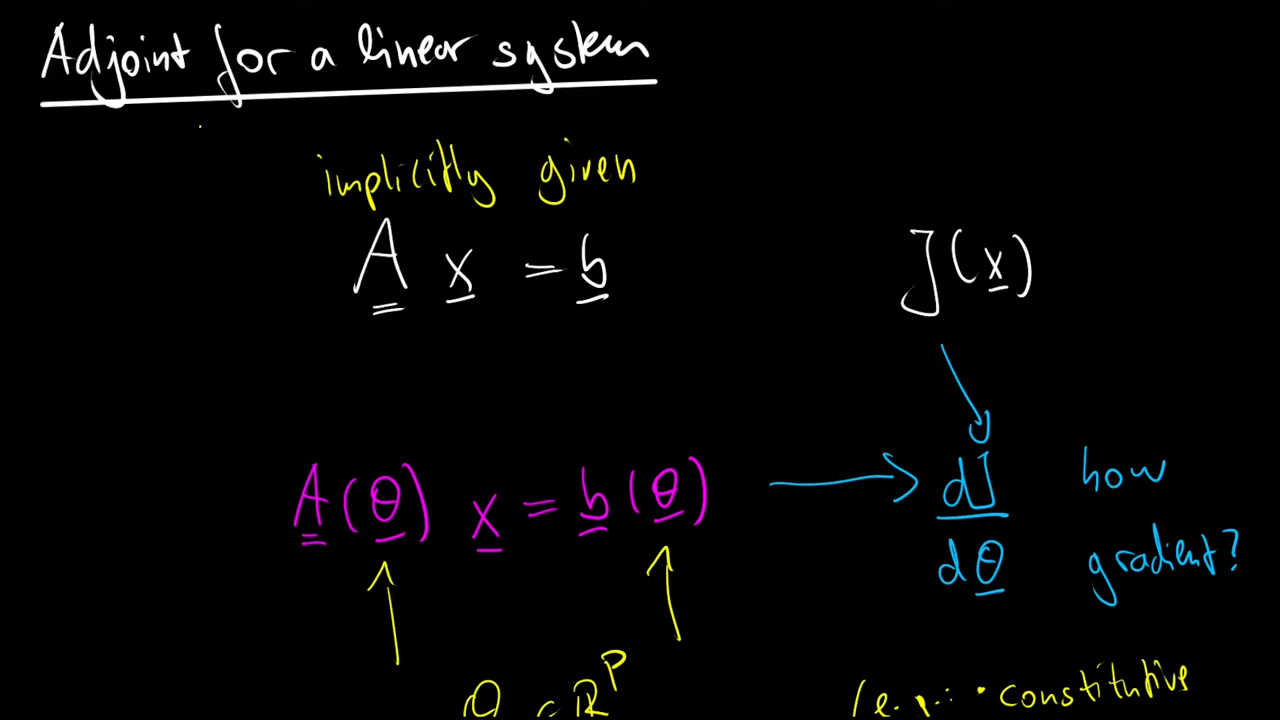 Adjoint for a linear system
implicitly given
A x = b
J(x)
A(θ) x = b(θ)
dJ/dθ how gradient?
θ ∈ ℝ^P
(e.g.: • constitutive